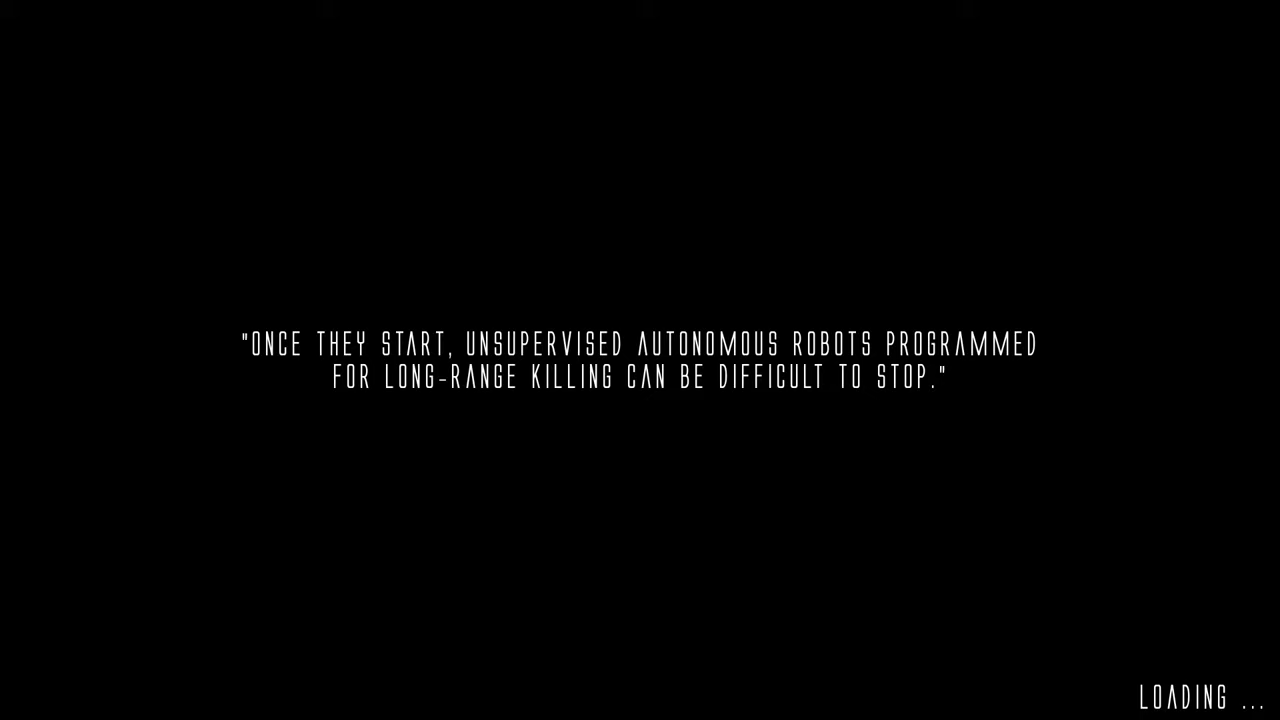 "ONCE THEY START, UNSUPERVISED AUTONOMOUS ROBOTS PROGRAMMED
FOR LONG-RANGE KILLING CAN BE DIFFICULT TO STOP."
LOADING ...